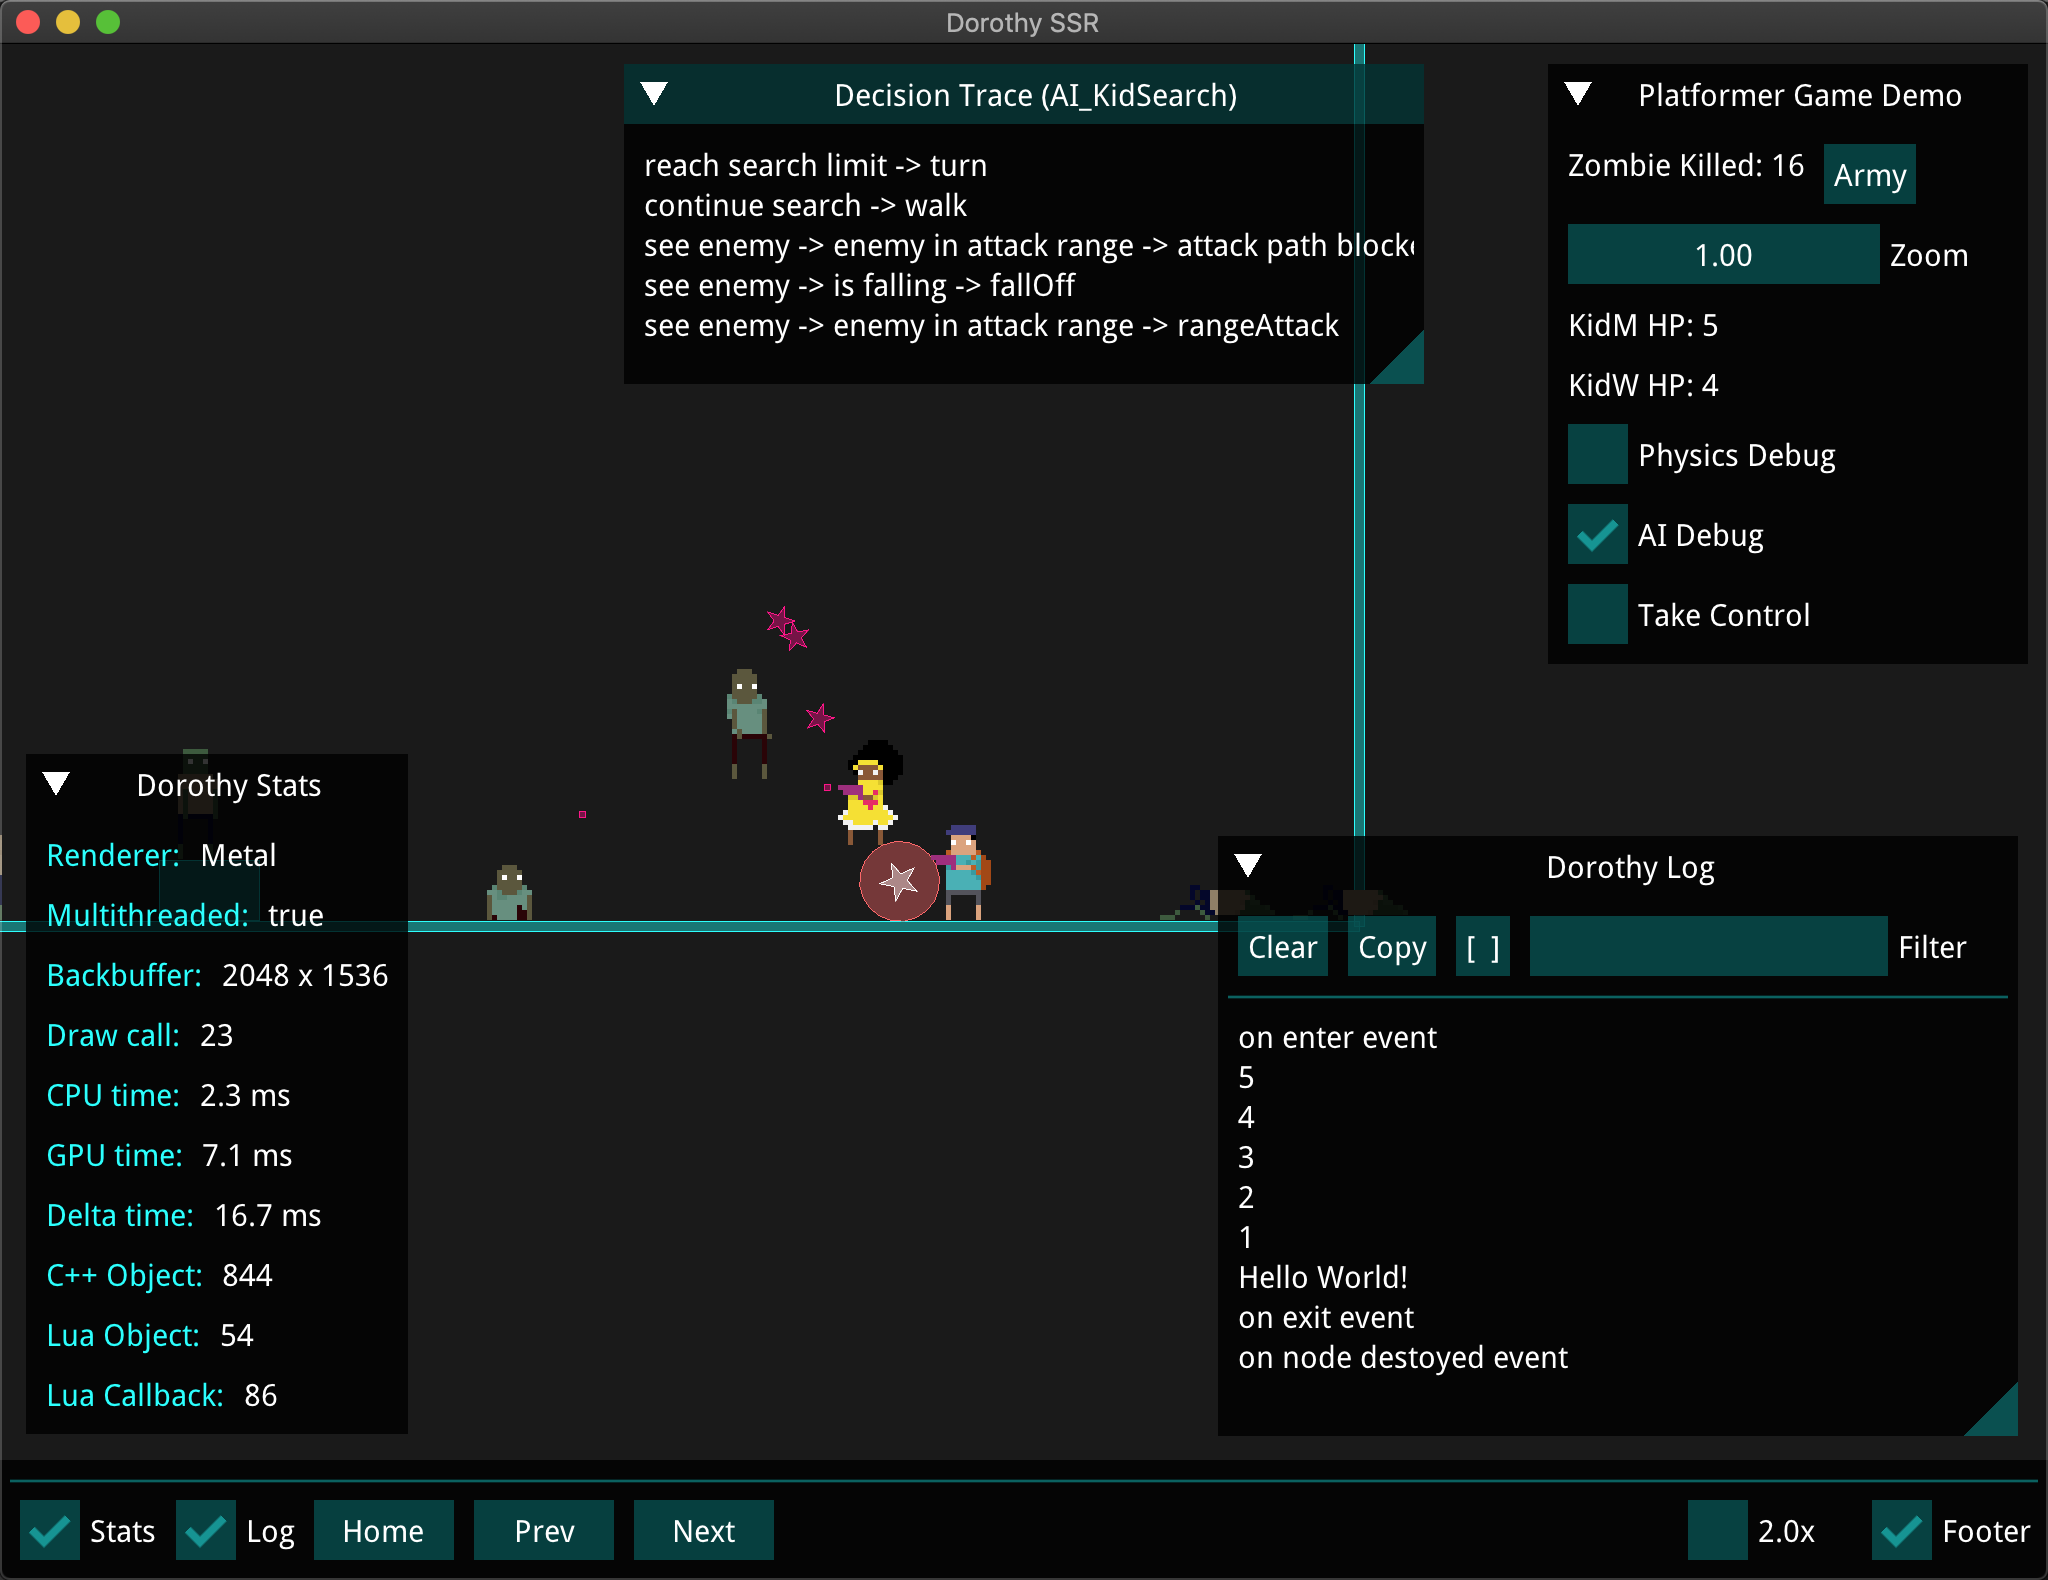 Dorothy SSR
Decision Trace (AI_KidSearch)
reach search limit -> turn
continue search -> walk
see enemy -> enemy in attack range -> attack path
see enemy -> is falling -> fallOff
see enemy -> enemy in attack range -> rangeAttack
Platformer Game Demo
Zombie Killed: 16 Army
1.00 Zoom
KidM HP: 5
KidW HP: 4
Physics Debug
AI Debug
Take Control
Dorothy Stats
Renderer: Metal
Multithreaded: true
Backbuffer: 2048 x 1536
Draw call: 23
CPU time: 2.3 ms
GPU time: 7.1 ms
Delta time: 16.7 ms
C++ Object: 844
Lua Object: 54
Lua Callback: 86
Dorothy Log
Clear Copy [ ] Filter
on enter event
5
4
3
2
1
Hello World!
on exit event
on node destoyed event
Stats Log Home Prev Next 2.0x Footer